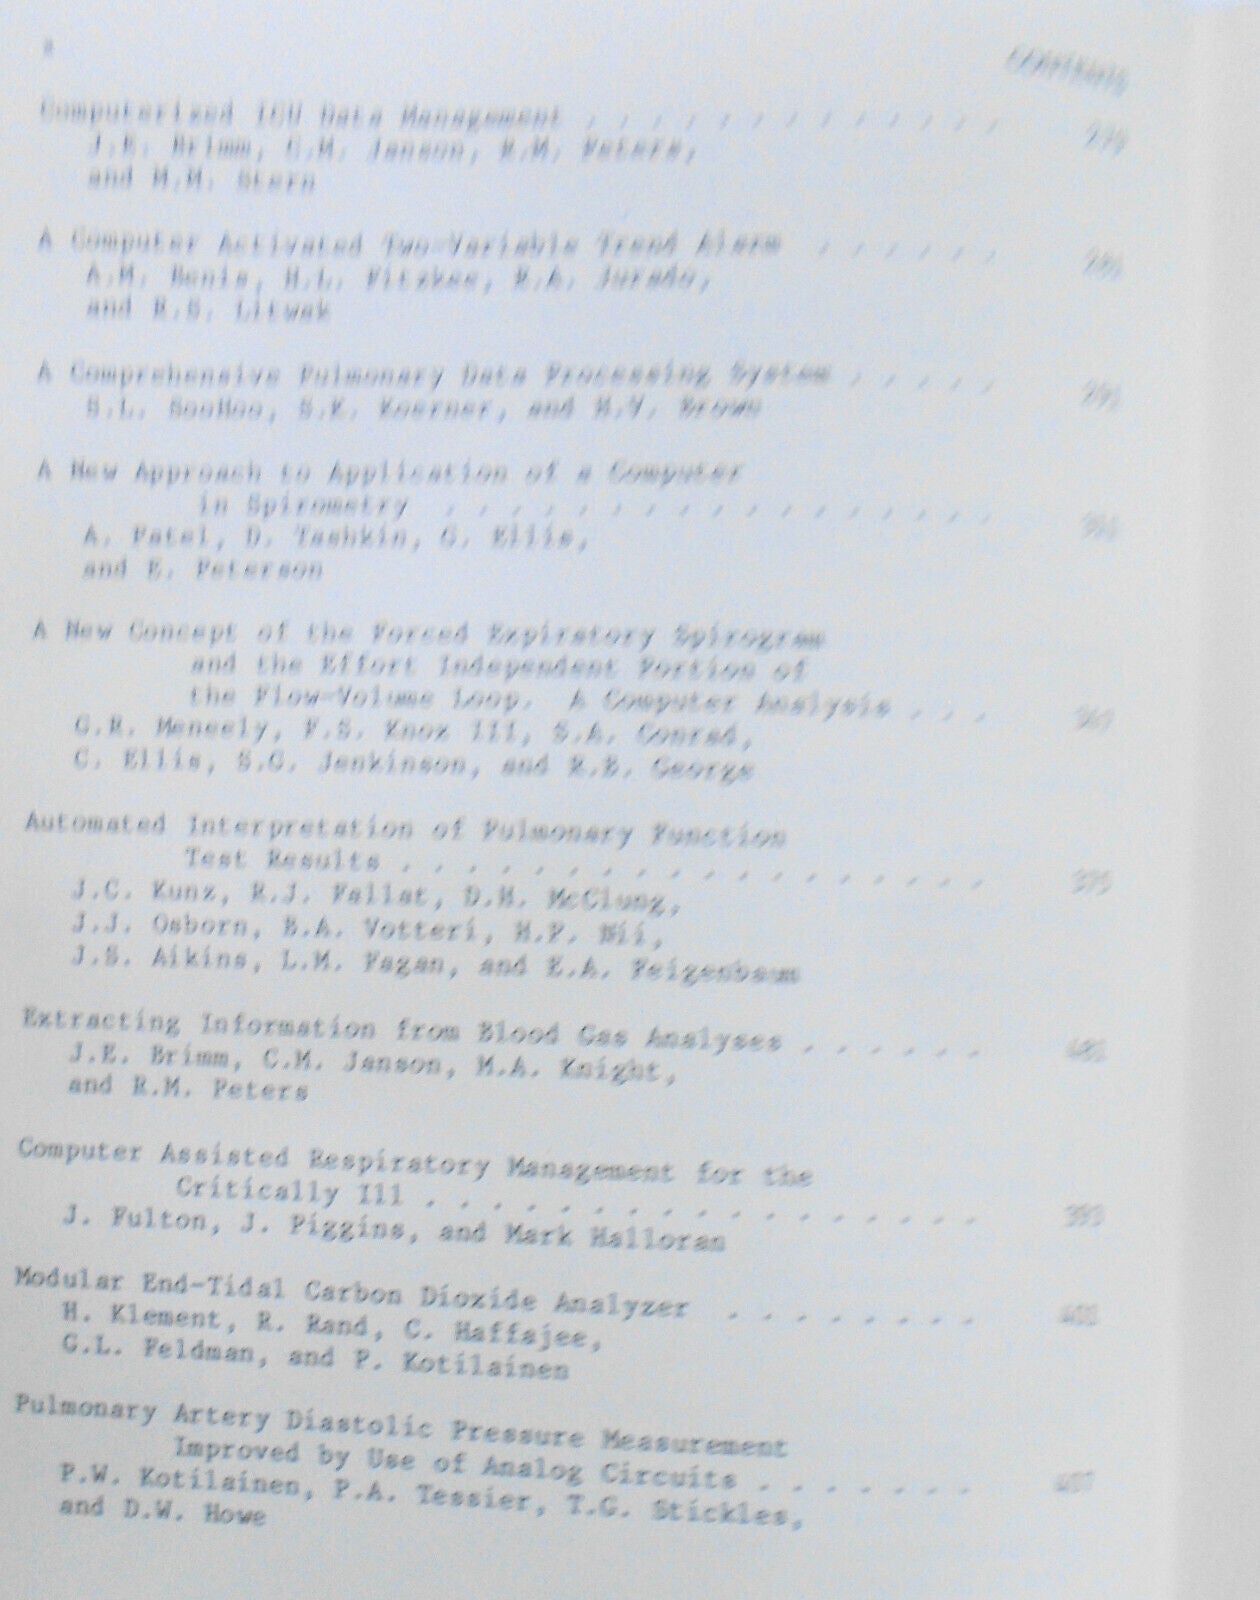 CONTENTS
Computerized ICU Data Management . . . . . . . . . . . . .
J.E. Brimm, C.M. Janson, R.M. Peters,
and M.M. Stern
A Computer Activated Two-Variable Trend Alarm . . . . . .
A.M. Benis, H.L. Fitzkee, R.A. Jurado,
and R.S. Litwak
A Comprehensive Pulmonary Data Processing System . . . . .
S.L. SooHoo, S.K. Koerner, and H.V. Brown
A New Approach to Application of a Computer
in Spirometry . . . . . . . . . . . . . . . . .
A. Patel, D. Tashkin, G. Ellis,
and E. Peterson
A New Concept of the Forced Expiratory Spirogram
and the Effort Independent Portion of
the Flow-Volume Loop. A Computer Analysis . . .
G.R. Meneely, F.S. Knox III, S.A. Conrad,
C. Ellis, S.G. Jenkinson, and R.B. George
Automated Interpretation of Pulmonary Function
Test Results . . . . . . . . . . . . . . . . . .
J.C. Kunz, R.J. Fallat, D.H. McClung,
J.J. Osborn, B.A. Votteri, H.P. Nii,
J.S. Aikins, L.M. Fagan, and E.A. Feigenbaum
Extracting Information from Blood Gas Analyses . . . . . .
J.E. Brimm, C.M. Janson, M.A. Knight,
and R.M. Peters
Computer Assisted Respiratory Management for the
Critically Ill . . . . . . . . . . . . . . . . . 393
J. Fulton, J. Piggins, and Mark Halloran
Modular End-Tidal Carbon Dioxide Analyzer . . . . . . . .
H. Klement, R. Rand, C. Haffajee,
G.L. Feldman, and P. Kotilainen
Pulmonary Artery Diastolic Pressure Measurement
Improved by Use of Analog Circuits . . . . . . . 407
P.W. Kotilainen, P.A. Tessier, T.G. Stickles,
and D.W. Howe